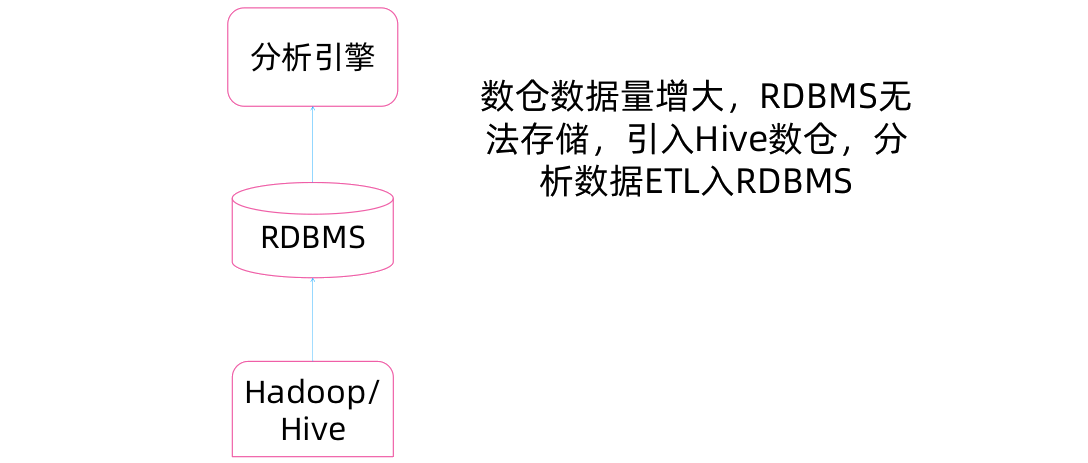 分析引擎
数仓数据量增大，RDBMS无
法存储，引入Hive数仓，分
析数据ETL入RDBMS
RDBMS
Hadoop/
Hive